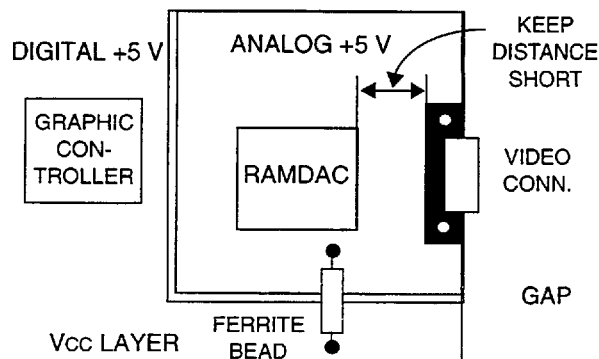 DIGITAL +5 V
ANALOG +5 V
KEEP
DISTANCE
SHORT
GRAPHIC
CON-
TROLLER
RAMDAC
VIDEO
CONN.
GAP
VCC LAYER
FERRITE
BEAD